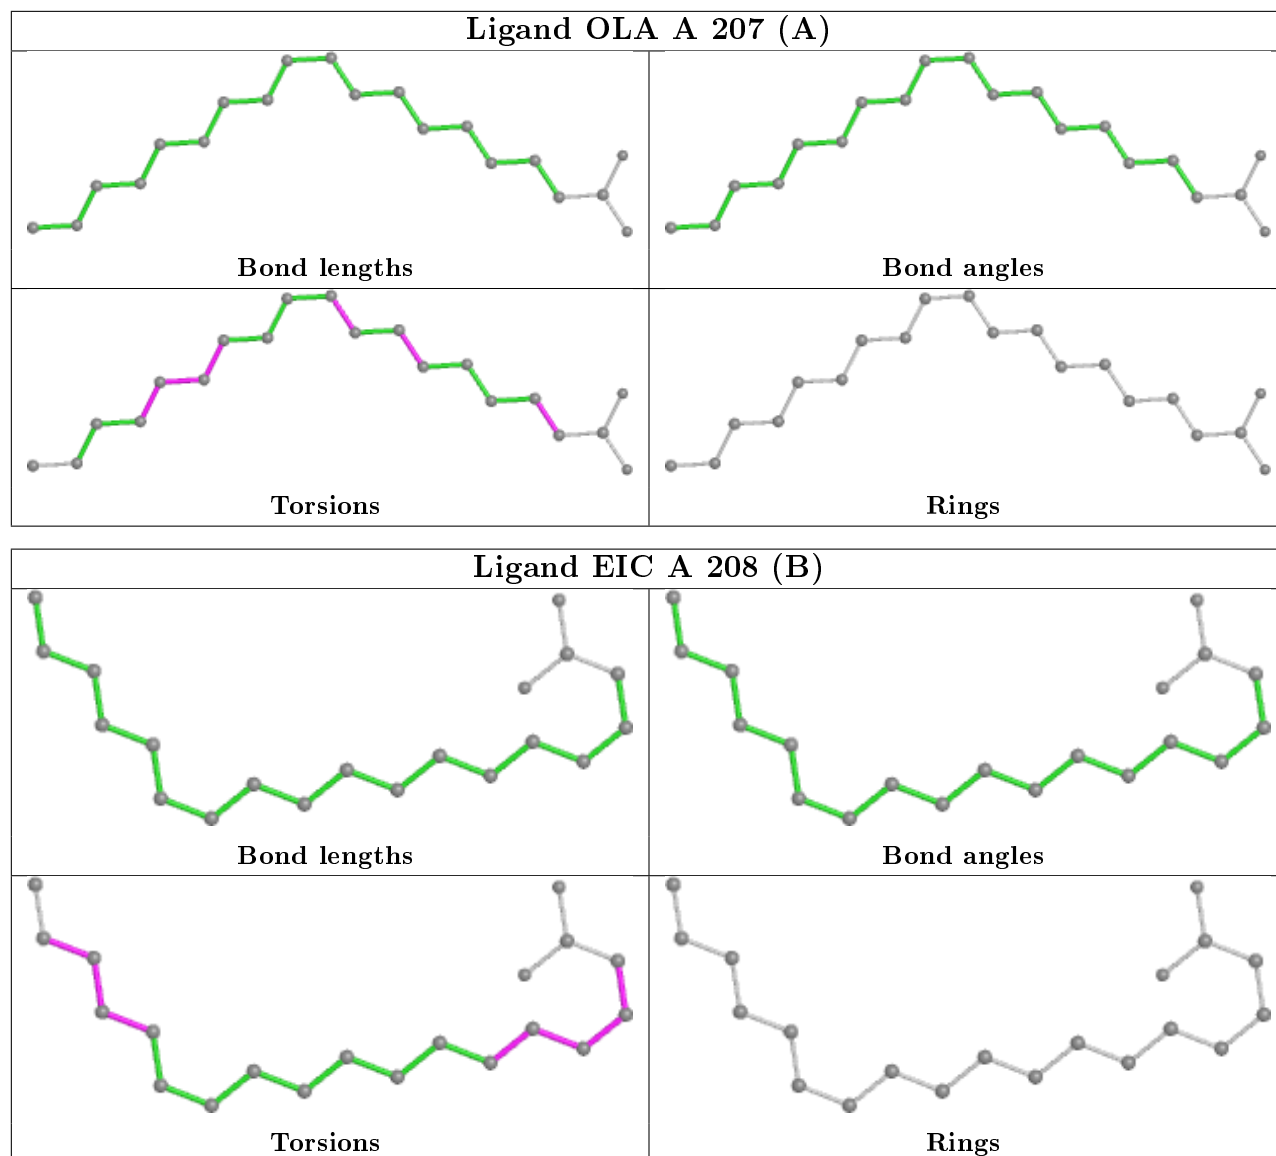 Ligand OLA A 207 (A)
Bond lengths
Bond angles
Torsions
Rings
Ligand EIC A 208 (B)
Bond lengths
Bond angles
Torsions
Rings